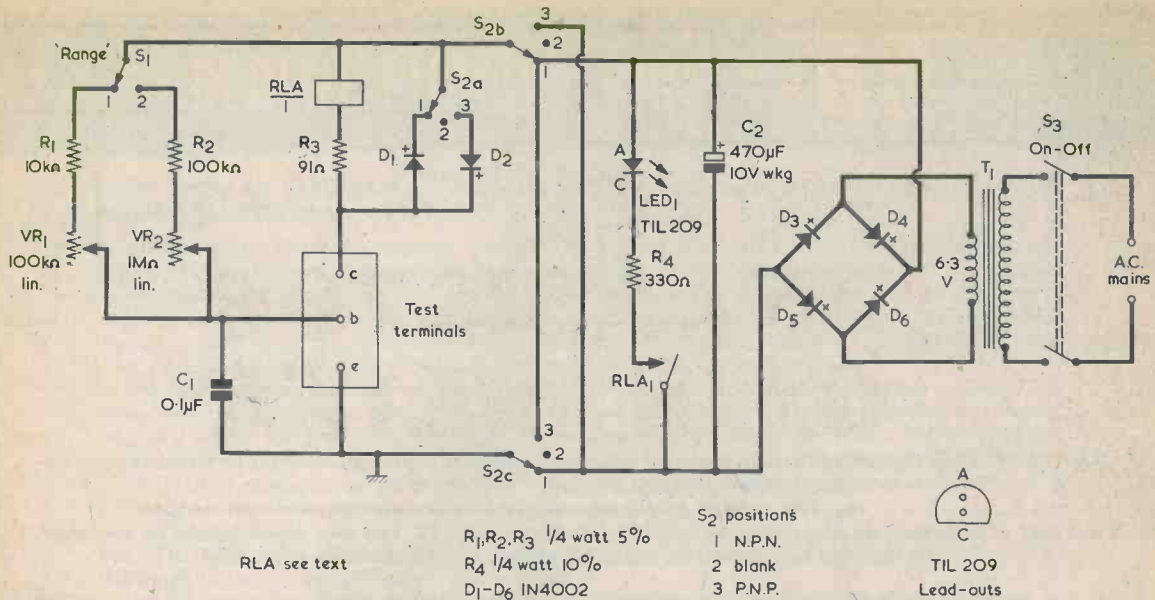 'Range'
S1
1
2
R1
10kΩ
R2
100kΩ
VR1
100kΩ
lin.
VR2
1MΩ
lin.
C1
0·1µF
RLA
1
R3
91Ω
S2a
1
2
3
D1
+
D2
+
c
b
e
Test
terminals
S2b
3
2
1
S2c
3
2
1
A
C
LED1
TIL 209
R4
330Ω
RLA1
C2
+
470µF
10V wkg
D3
+
D4
+
D5
+
D6
+
6·3
V
T1
S3
On-Off
A.C.
mains
RLA see text
R1,R2,R3 1/4 watt 5%
R4 1/4 watt 10%
D1-D6 IN4002
S2 positions
1 N.P.N.
2 blank
3 P.N.P.
A
C
TIL 209
Lead-outs